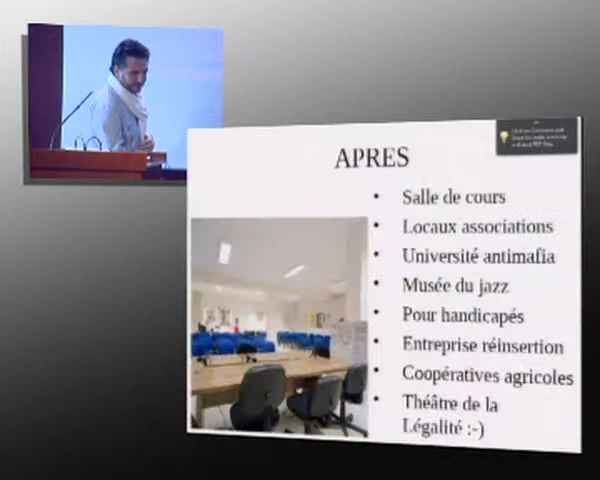 APRES
• Salle de cours
• Locaux associations
• Université antimafia
• Musée du jazz
• Pour handicapés
• Entreprise réinsertion
• Coopératives agricoles
• Théâtre de la
Légalité :-)